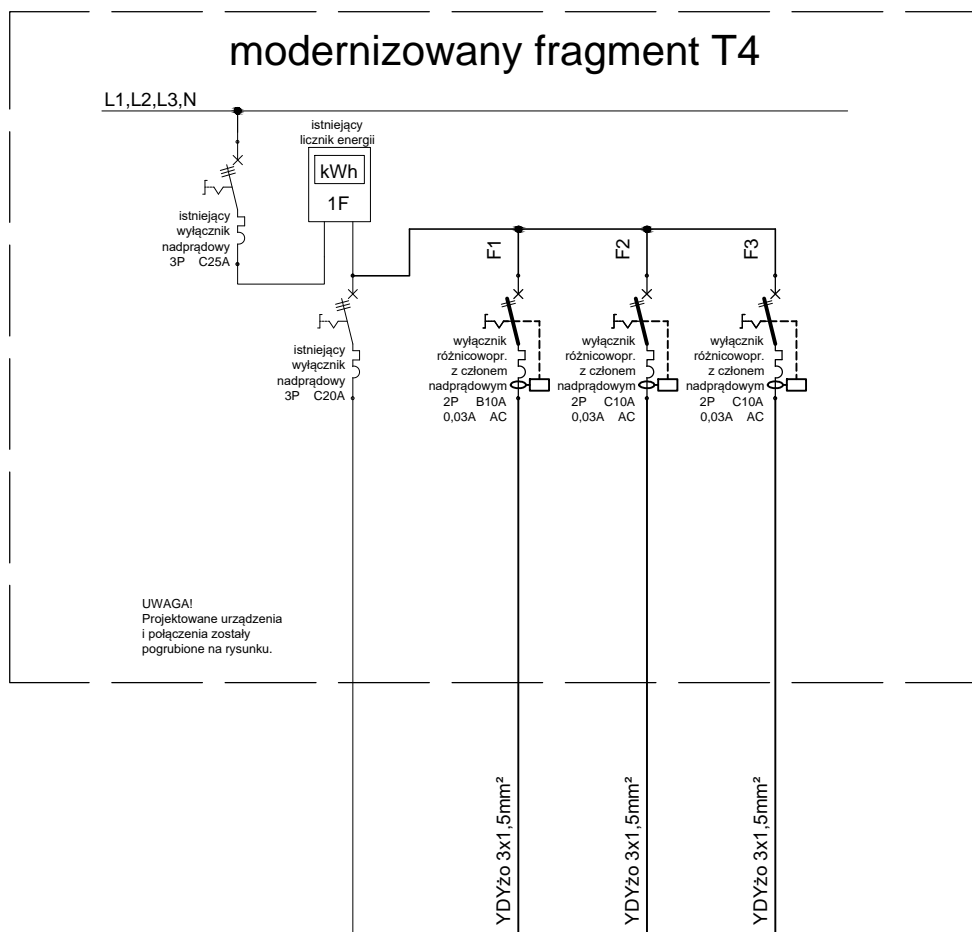 modernizowany fragment T4
L1,L2,L3,N
istniejący
licznik energii
kWh
1F
istniejący
wyłącznik
nadprądowy
3P C25A
istniejący
wyłącznik
nadprądowy
3P C20A
F1
wyłącznik
różnicowopr.
z członem
nadprądowym
2P B10A
0,03A AC
F2
wyłącznik
różnicowopr.
z członem
nadprądowym
2P C10A
0,03A AC
F3
wyłącznik
różnicowopr.
z członem
nadprądowym
2P C10A
0,03A AC
UWAGA!
Projektowane urządzenia
i połączenia zostały
pogrubione na rysunku.
YDYżo 3x1,5mm²
YDYżo 3x1,5mm²
YDYżo 3x1,5mm²